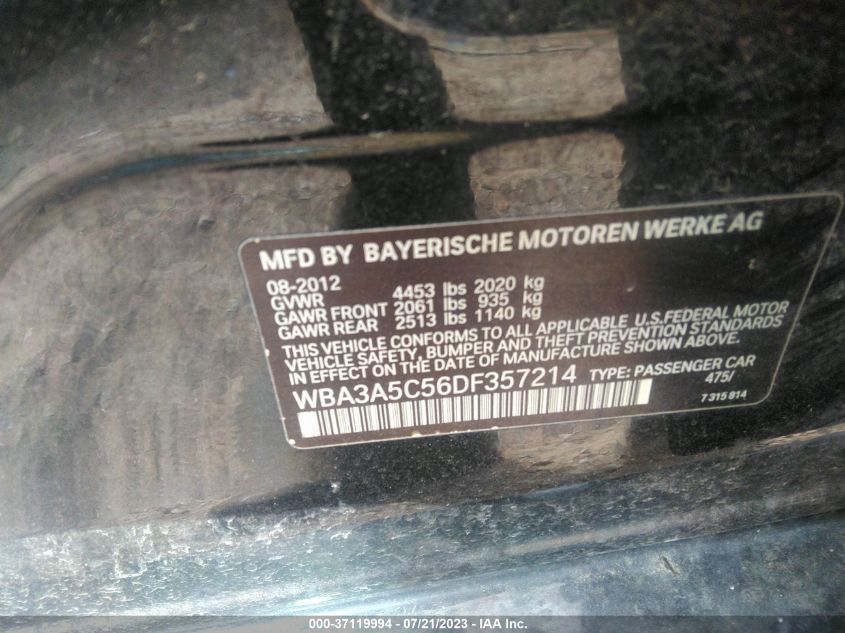 MFD BY BAYERISCHE MOTOREN WERKE AG
08-2012
GVWR 4453 lbs 2020 kg
GAWR FRONT 2061 lbs 935 kg
GAWR REAR 2513 lbs 1140 kg
THIS VEHICLE CONFORMS TO ALL APPLICABLE U.S.FEDERAL MOTOR
VEHICLE SAFETY, BUMPER AND THEFT PREVENTION STANDARDS
IN EFFECT ON THE DATE OF MANUFACTURE SHOWN ABOVE.
WBA3A5C56DF357214 TYPE: PASSENGER CAR
475/
7 315 814
000-37119994 / 07/21/2023 - IAA Inc.